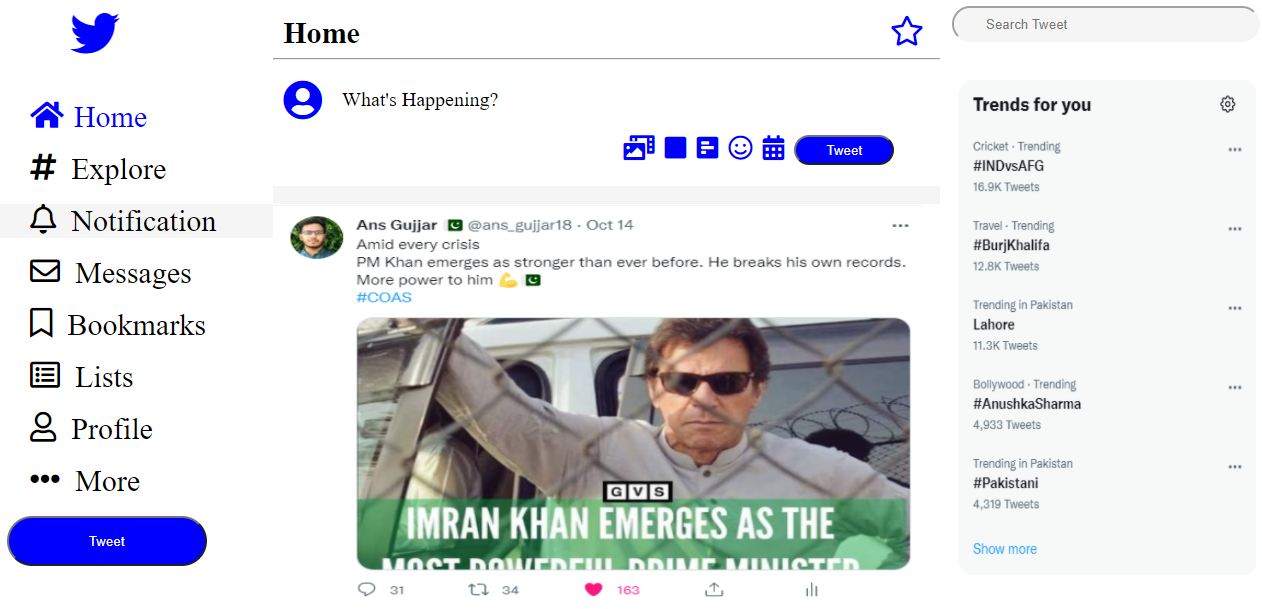 Home
Explore
Notification
Messages
Bookmarks
Lists
Profile
More
Tweet
Home
What's Happening?
Tweet
Ans Gujjar 🇵🇰 @ans_gujjar18 · Oct 14
Amid every crisis
PM Khan emerges as stronger than ever before. He breaks his own records.
More power to him 💪 🇵🇰
#COAS
GVS
IMRAN KHAN EMERGES AS THE
MOST POWERFUL PRIME MINISTER
31 34 163
Search Tweet
Trends for you
Cricket · Trending
#INDvsAFG
16.9K Tweets
Travel · Trending
#BurjKhalifa
12.8K Tweets
Trending in Pakistan
Lahore
11.3K Tweets
Bollywood · Trending
#AnushkaSharma
4,933 Tweets
Trending in Pakistan
#Pakistani
4,319 Tweets
Show more